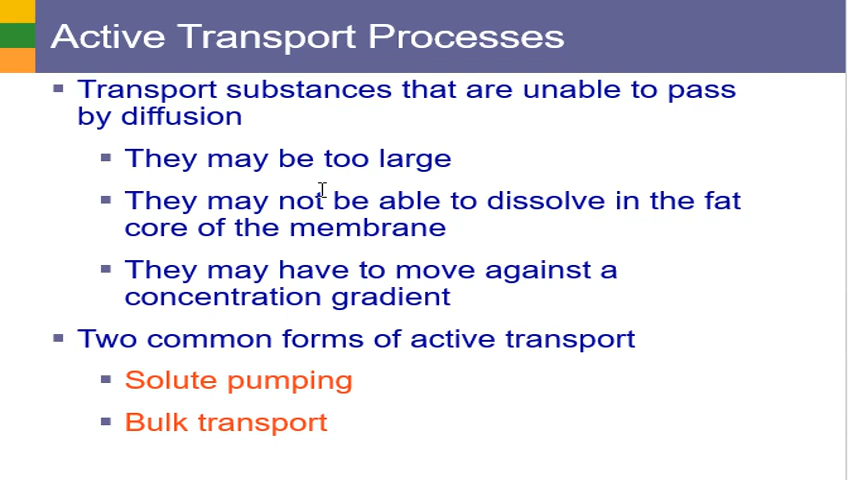 Active Transport Processes
Transport substances that are unable to pass
by diffusion
They may be too large
They may not be able to dissolve in the fat
core of the membrane
They may have to move against a
concentration gradient
Two common forms of active transport
Solute pumping
Bulk transport